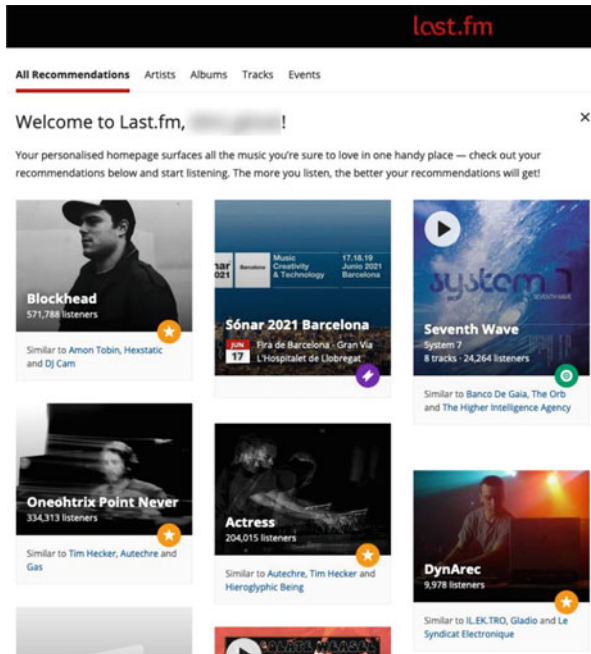 last.fm
All Recommendations Artists Albums Tracks Events
Welcome to Last.fm, !
Your personalised homepage surfaces all the music you're sure to love in one handy place — check out your
recommendations below and start listening. The more you listen, the better your recommendations will get!
Blockhead
571,788 listeners
Similar to Amon Tobin, Hexstatic
and DJ Cam
nar
021
Barcelona
Music
Creativity
& Technology
17.18.19
Junio 2021
Barcelona
Sónar 2021 Barcelona
JUN
17
Fira de Barcelona - Gran Via
L'Hospitalet de Llobregat
system 7
SEVENTH WAVE
Seventh Wave
System 7
8 tracks · 24,264 listeners
Similar to Banco De Gaia, The Orb
and The Higher Intelligence Agency
Oneohtrix Point Never
334,313 listeners
Similar to Tim Hecker, Autechre and
Gas
Actress
204,015 listeners
Similar to Autechre, Tim Hecker and
Hieroglyphic Being
DynArec
9,978 listeners
Similar to IL.EK.TRO, Gladio and Le
Syndicat Electronique